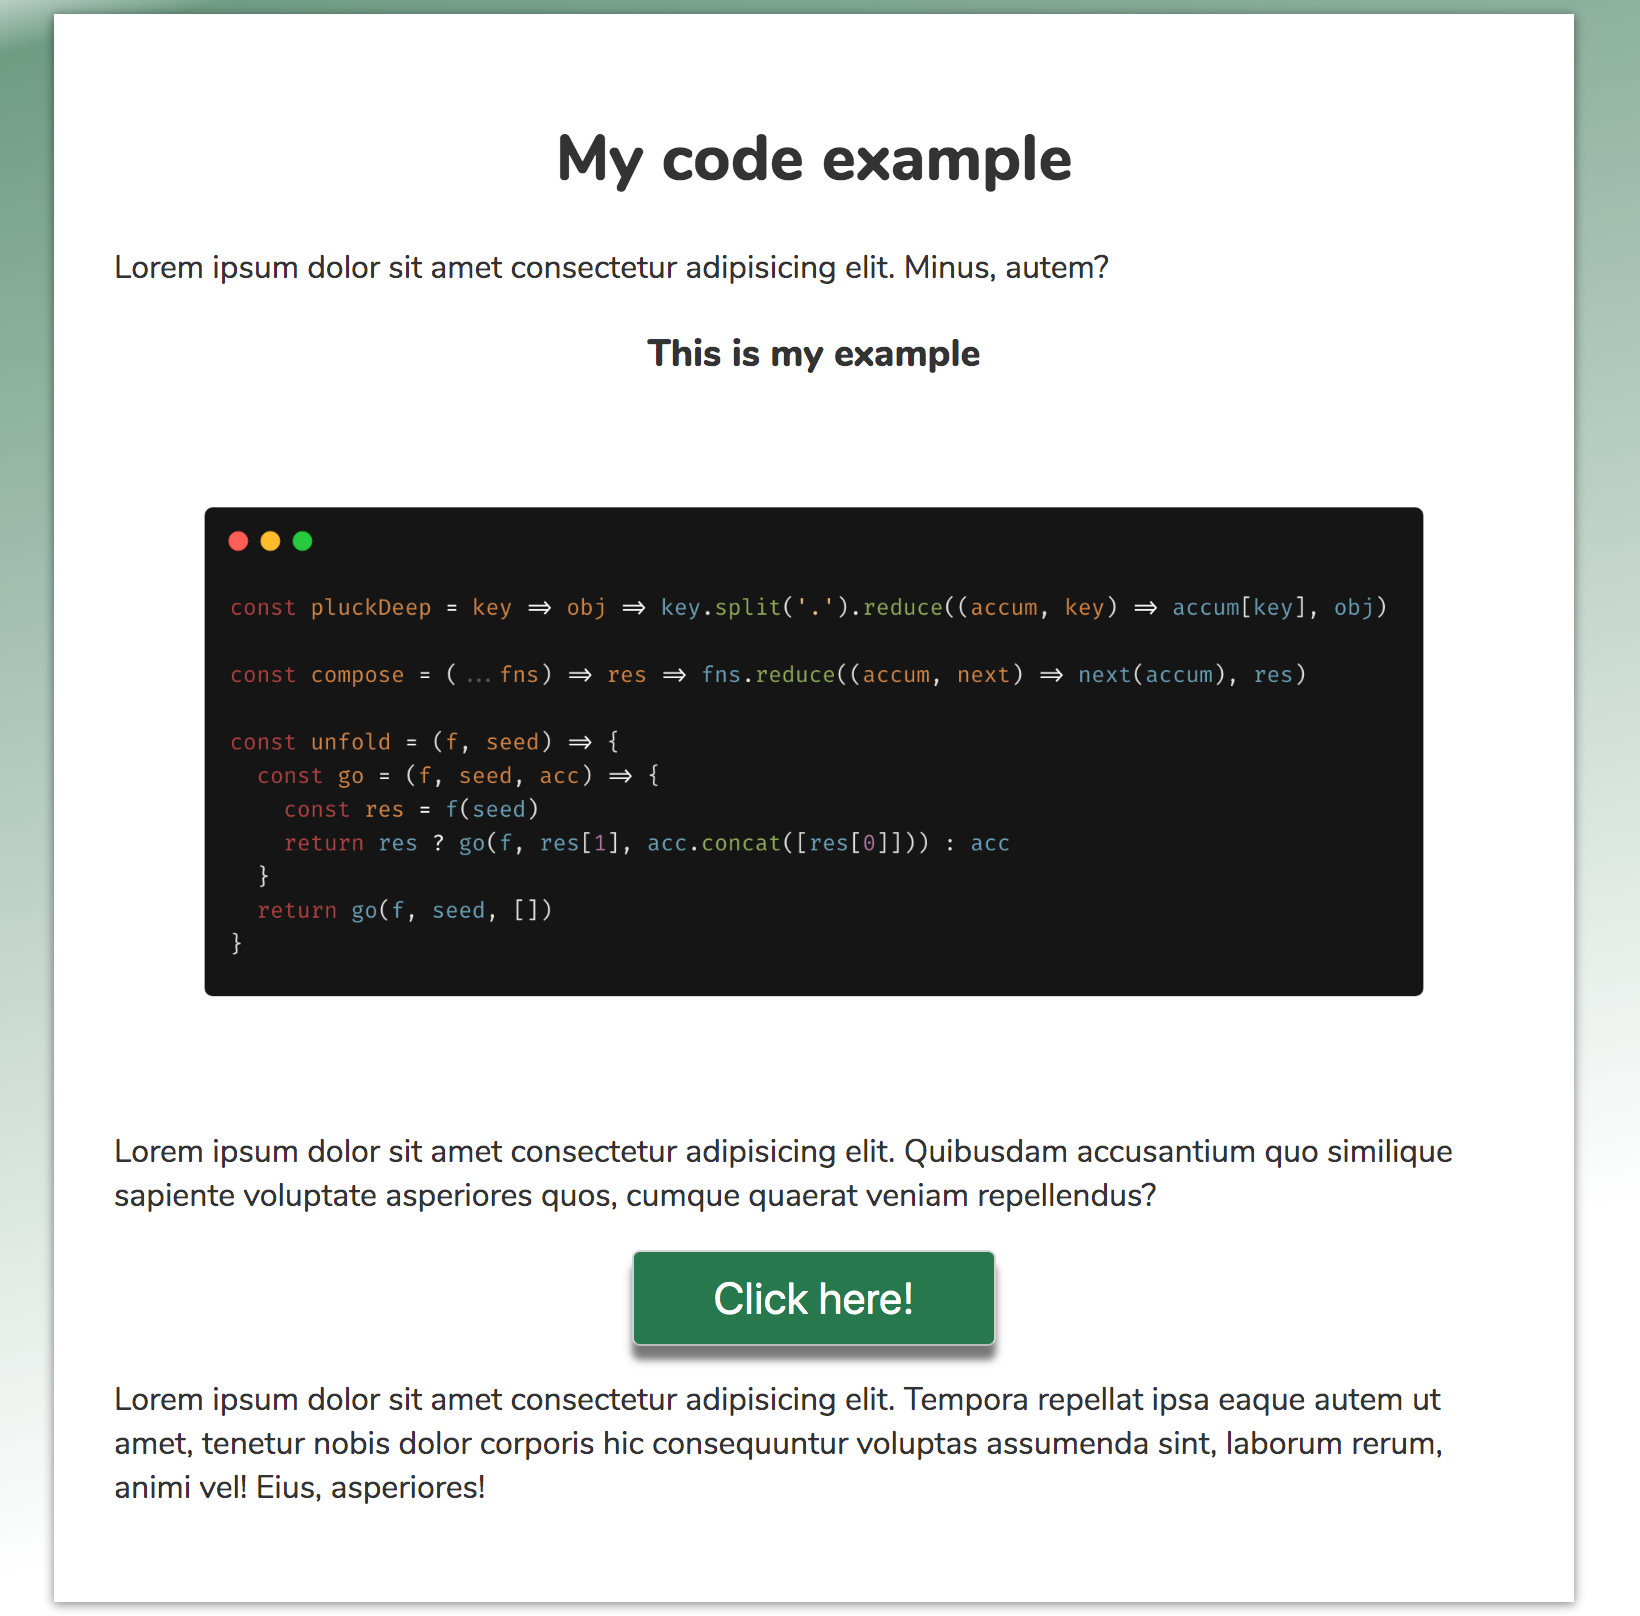 My code example
Lorem ipsum dolor sit amet consectetur adipisicing elit. Minus, autem?
This is my example
const pluckDeep = key => obj => key.split('.').reduce((accum, key) => accum[key], obj)
const compose = (...fns) => res => fns.reduce((accum, next) => next(accum), res)
const unfold = (f, seed) => {
  const go = (f, seed, acc) => {
    const res = f(seed)
    return res ? go(f, res[1], acc.concat([res[0]])) : acc
  }
  return go(f, seed, [])
}
Lorem ipsum dolor sit amet consectetur adipisicing elit. Quibusdam accusantium quo similique
sapiente voluptate asperiores quos, cumque quaerat veniam repellendus?
Click here!
Lorem ipsum dolor sit amet consectetur adipisicing elit. Tempora repellat ipsa eaque autem ut
amet, tenetur nobis dolor corporis hic consequuntur voluptas assumenda sint, laborum rerum,
animi vel! Eius, asperiores!